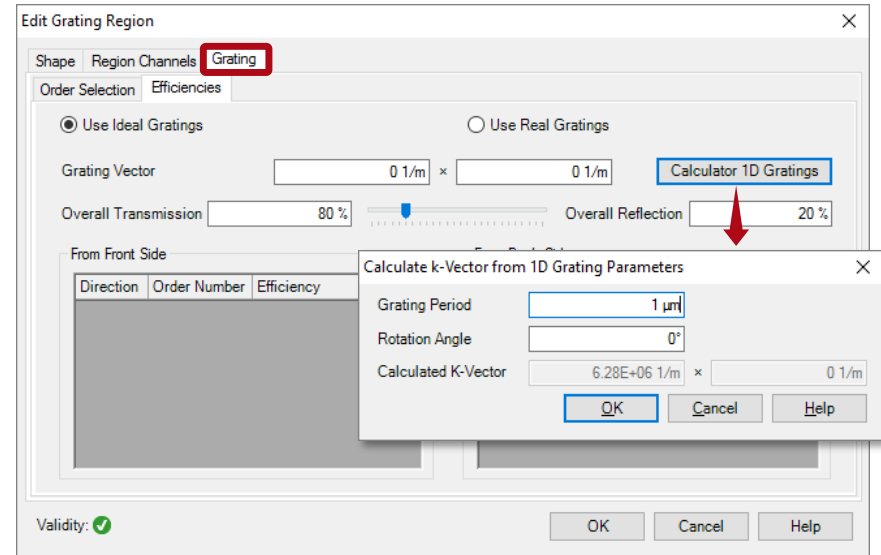 Edit Grating Region
Shape Region Channels Grating
Order Selection Efficiencies
Use Ideal Gratings Use Real Gratings
Grating Vector 0 1/m × 0 1/m Calculator 1D Gratings
Overall Transmission 80 % Overall Reflection 20 %
From Front Side
Direction Order Number Efficiency
Calculate k-Vector from 1D Grating Parameters
Grating Period 1 µm
Rotation Angle 0°
Calculated K-Vector 6.28E+06 1/m × 0 1/m
OK Cancel Help
Validity:
OK Cancel Help